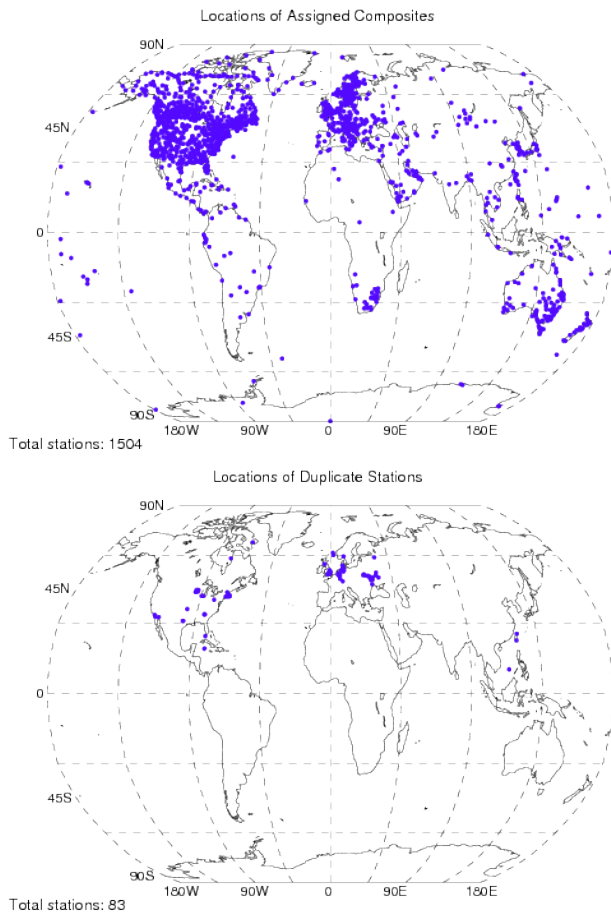 Locations of Assigned Composites
90N
45N
0
45S
90S
180W 90W 0 90E 180E
Total stations: 1504
Locations of Duplicate Stations
90N
45N
0
45S
90S
180W 90W 0 90E 180E
Total stations: 83